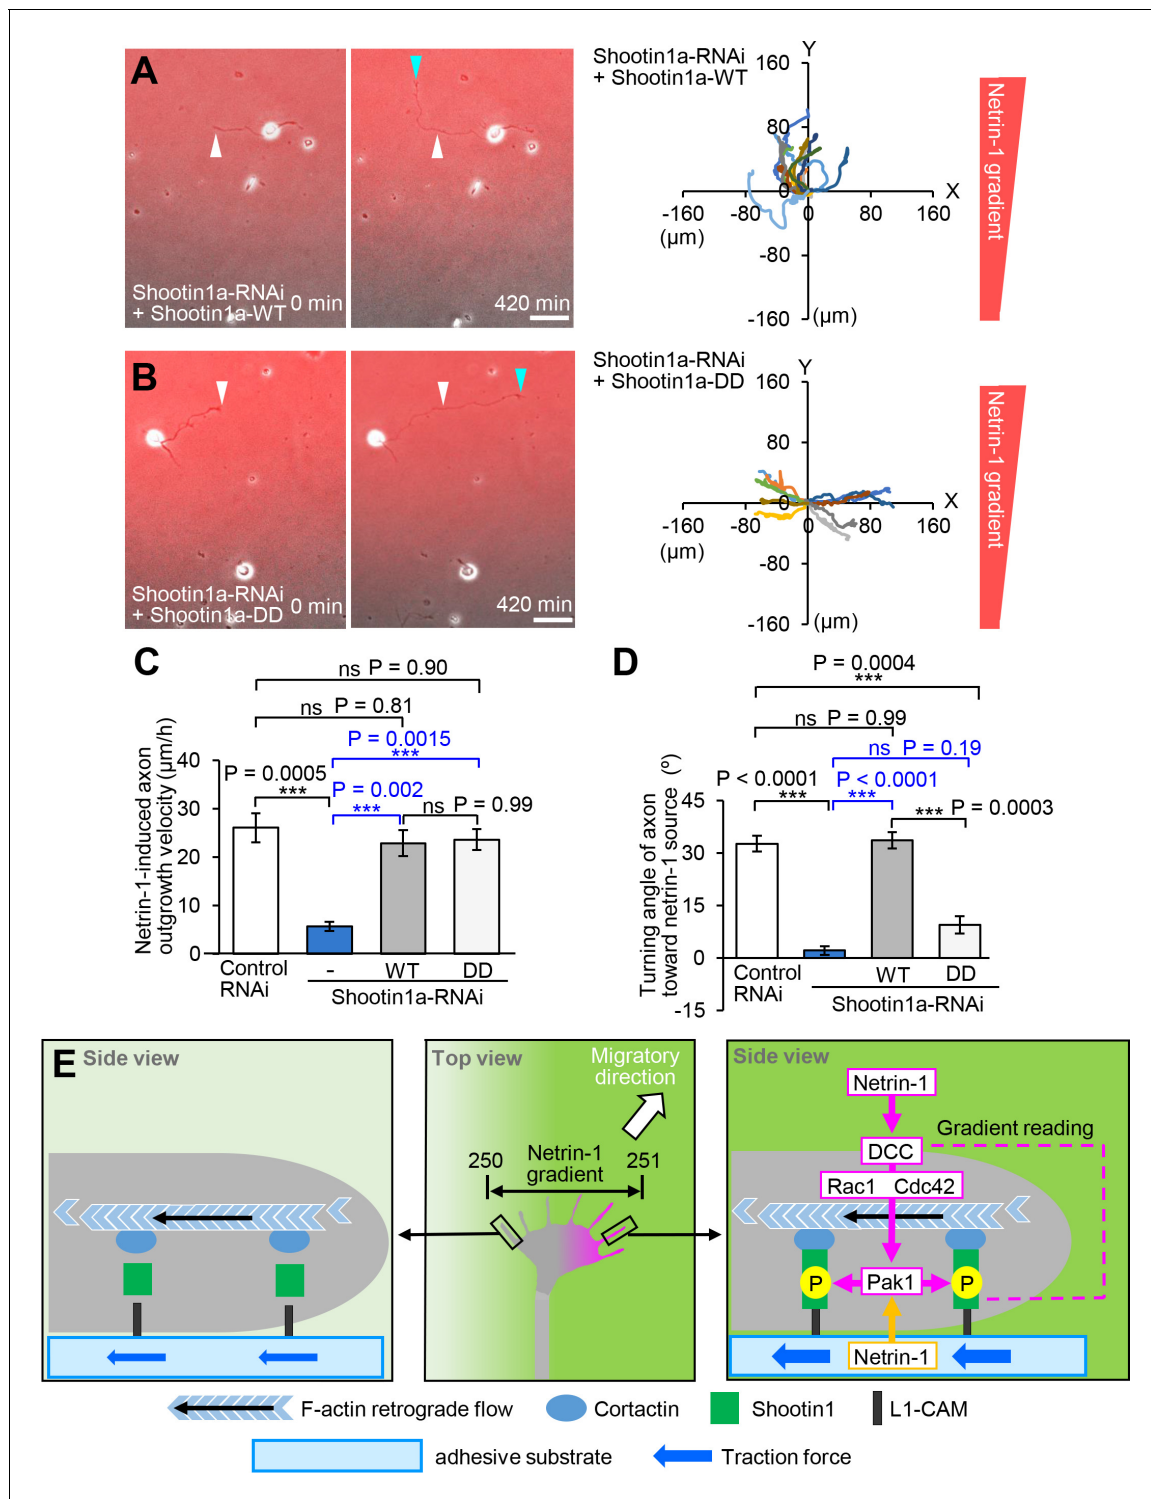 A
Shootin1a-RNAi
+ Shootin1a-WT
0 min
420 min
Shootin1a-RNAi
+ Shootin1a-WT
Y
160
80
0
X
-160
-80
0
80
160
(µm)
-80
-160
(µm)
Netrin-1 gradient
B
Shootin1a-RNAi
+ Shootin1a-DD
0 min
420 min
Shootin1a-RNAi
+ Shootin1a-DD
Y
160
80
0
X
-160
-80
0
80
160
(µm)
-80
-160
(µm)
Netrin-1 gradient
C
ns P = 0.90
ns P = 0.81
P = 0.0015
***
P = 0.0005
***
P = 0.002
***
ns P = 0.99
Netrin-1-induced axon
outgrowth velocity (µm/h)
40
30
20
10
0
Control
RNAi
-
WT
DD
Shootin1a-RNAi
D
P = 0.0004
***
ns P = 0.99
ns P = 0.19
P < 0.0001
***
P < 0.0001
***
*** P = 0.0003
Turning angle of axon
toward netrin-1 source (º)
45
30
15
0
-15
Control
RNAi
WT
DD
Shootin1a-RNAi
E
Side view
Top view
Migratory
direction
250
Netrin-1
gradient
251
Side view
Netrin-1
Gradient reading
DCC
Rac1 Cdc42
P
Pak1
P
Netrin-1
F-actin retrograde flow
Cortactin
Shootin1
L1-CAM
adhesive substrate
Traction force